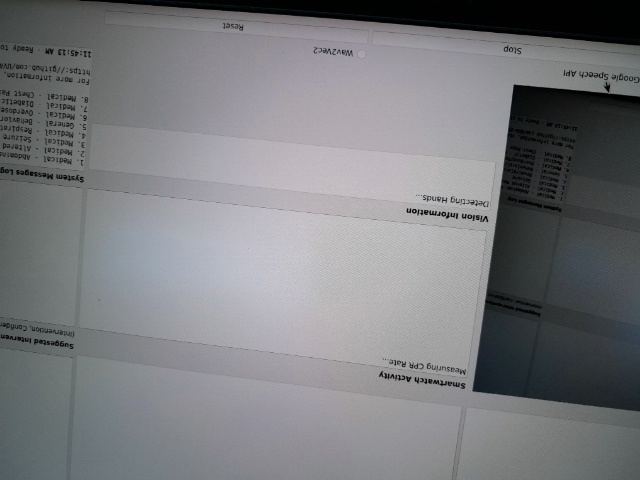 Smartwatch Activity
Measuring CPR Rate...
Suggested Interven
(Intervention, Confiden
Vision Information
Detecting Hands...
System Messages Log
1. Medical - Abdomina
2. Medical - Altered
3. Medical - Seizure
4. Medical - Respirat
5. General - Behavior
6. Medical - Overdose
7. Medical - Diabetic
8. Medical - Chest Pa
For more information,
https://github.com/UVA
11:45:13 AM - Ready to
Google Speech API
Wav2Vec2
Stop
Reset